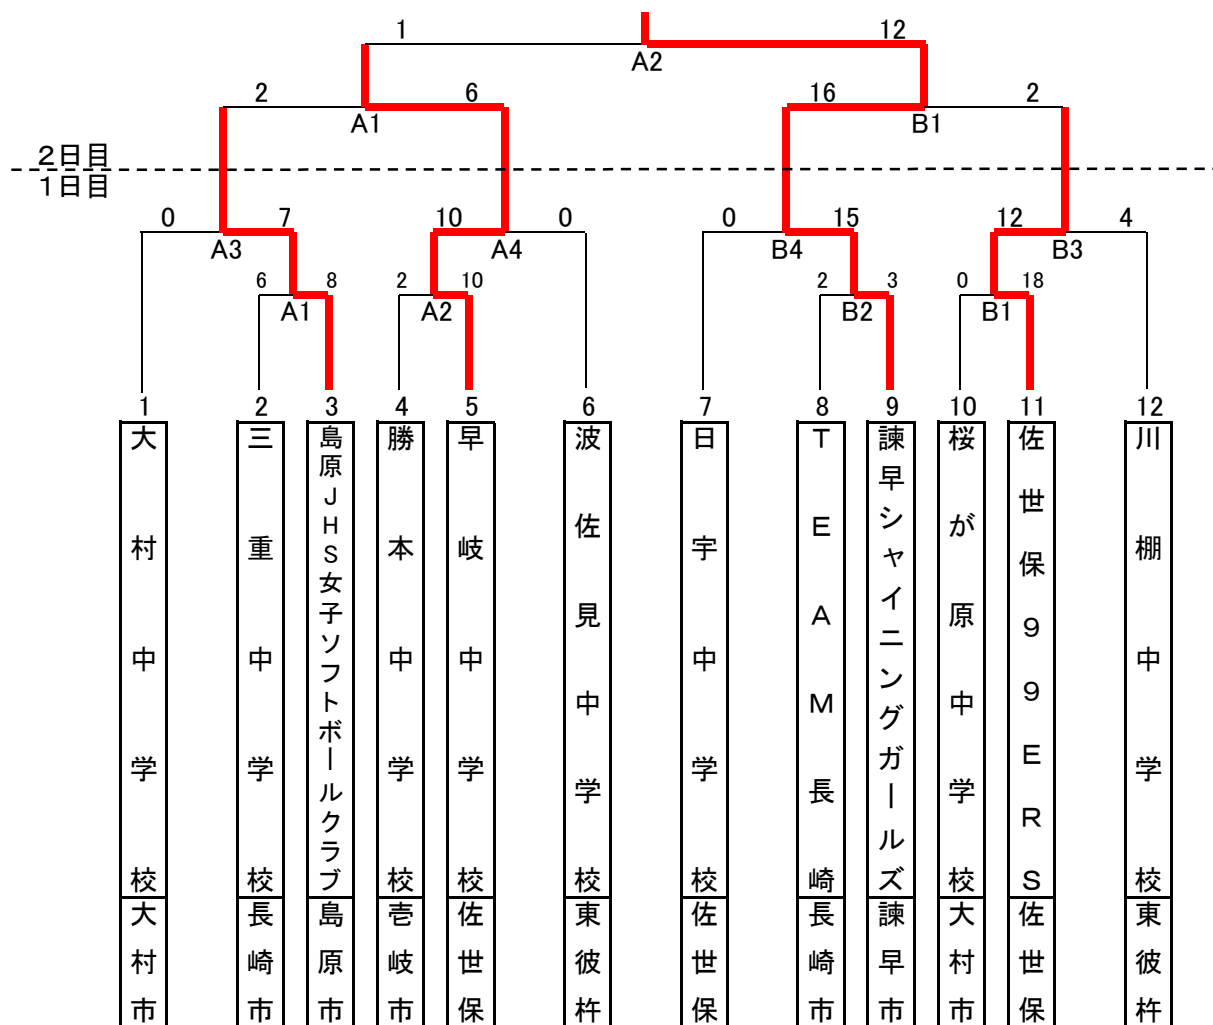 1 12
A2
2 6 16 2
A1 B1
2日目
1日目
0 7 10 0 0 15 12 4
A3 A4 B4 B3
6 8 2 10 2 3 0 18
A1 A2 B2 B1
1 2 3 4 5 6 7 8 9 10 11 12
大村中学校
大村市
三重中学校
長崎市
島原JHS女子ソフトボールクラブ
島原市
勝本中学校
壱岐市
早岐中学校
佐世保
波佐見中学校
東彼杵
日宇中学校
佐世保
TEAM長崎
長崎市
諫早シャイニングガールズ
諫早市
桜が原中学校
大村市
佐世保99ERS
佐世保
川棚中学校
東彼杵